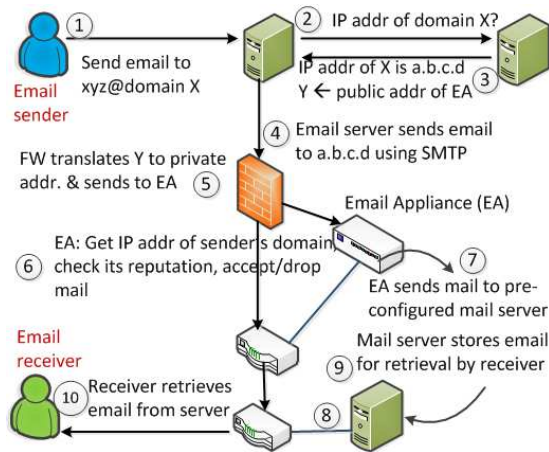 1
Send email to
xyz@domain X
Email
sender
2
IP addr of domain X?
IP addr of X is a.b.c.d
Y ← public addr of EA
3
4
Email server sends email
to a.b.c.d using SMTP
FW translates Y to private
addr. & sends to EA
5
Email Appliance (EA)
6
EA: Get IP addr of sender's domain,
check its reputation, accept/drop
mail
7
EA sends mail to pre-
configured mail server
Email
receiver
10
Receiver retrieves
email from server
9
Mail server stores email
for retrieval by receiver
8